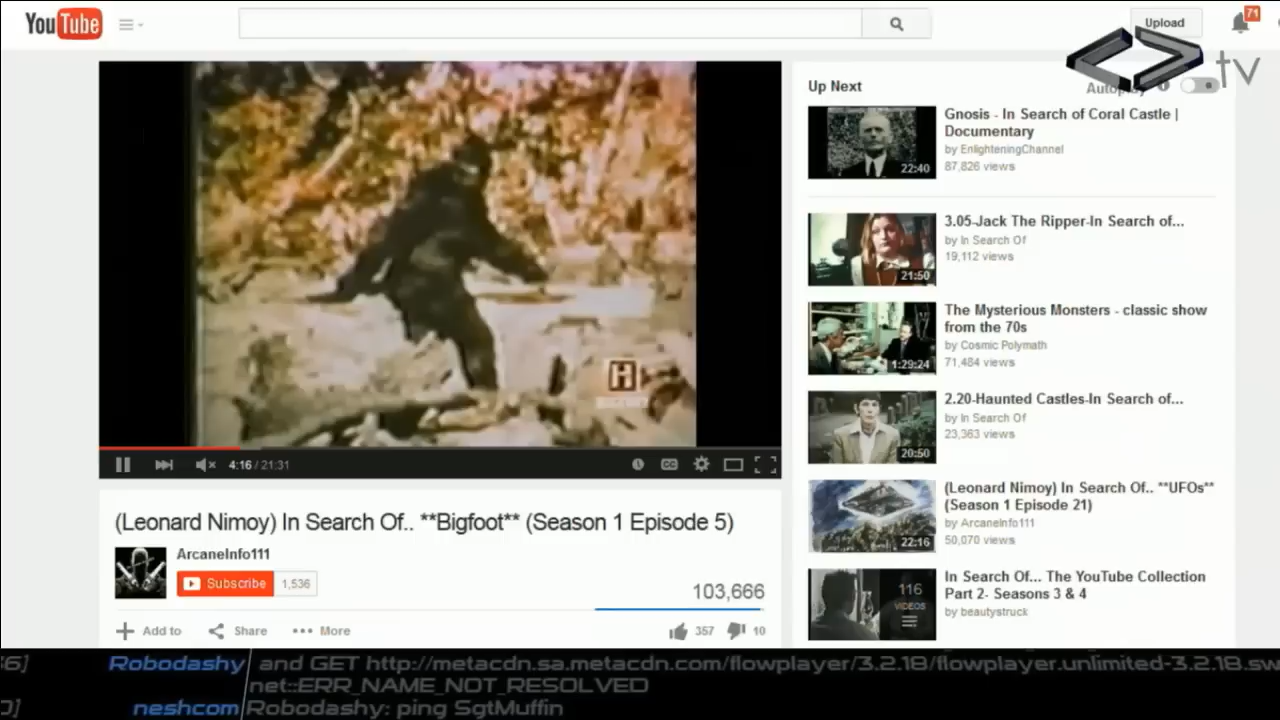 YouTube
Upload
71
tv
Up Next
Gnosis - In Search of Coral Castle |
Documentary
by EnlighteningChannel
87,826 views
22:40
3.05-Jack The Ripper-In Search of...
by In Search Of
19,112 views
21:50
The Mysterious Monsters - classic show
from the 70s
by Cosmic Polymath
71,484 views
1:29:24
2.20-Haunted Castles-In Search of...
by In Search Of
23,363 views
20:50
(Leonard Nimoy) In Search Of.. **UFOs**
(Season 1 Episode 21)
by ArcaneInfo111
50,070 views
22:16
In Search Of... The YouTube Collection
Part 2- Seasons 3 & 4
by beautystruck
116
VIDEOS
H
4:16 / 21:31
CC
(Leonard Nimoy) In Search Of.. **Bigfoot** (Season 1 Episode 5)
ArcaneInfo111
Subscribe 1,536
103,666
Add to Share More 357 10
Robodashy and GET http://metacdn.sa.metacdn.com/flowplayer/3.2.18/flowplayer.unlimited-3.2.18.sw
net::ERR_NAME_NOT_RESOLVED
neshcom Robodashy: ping SgtMuffin